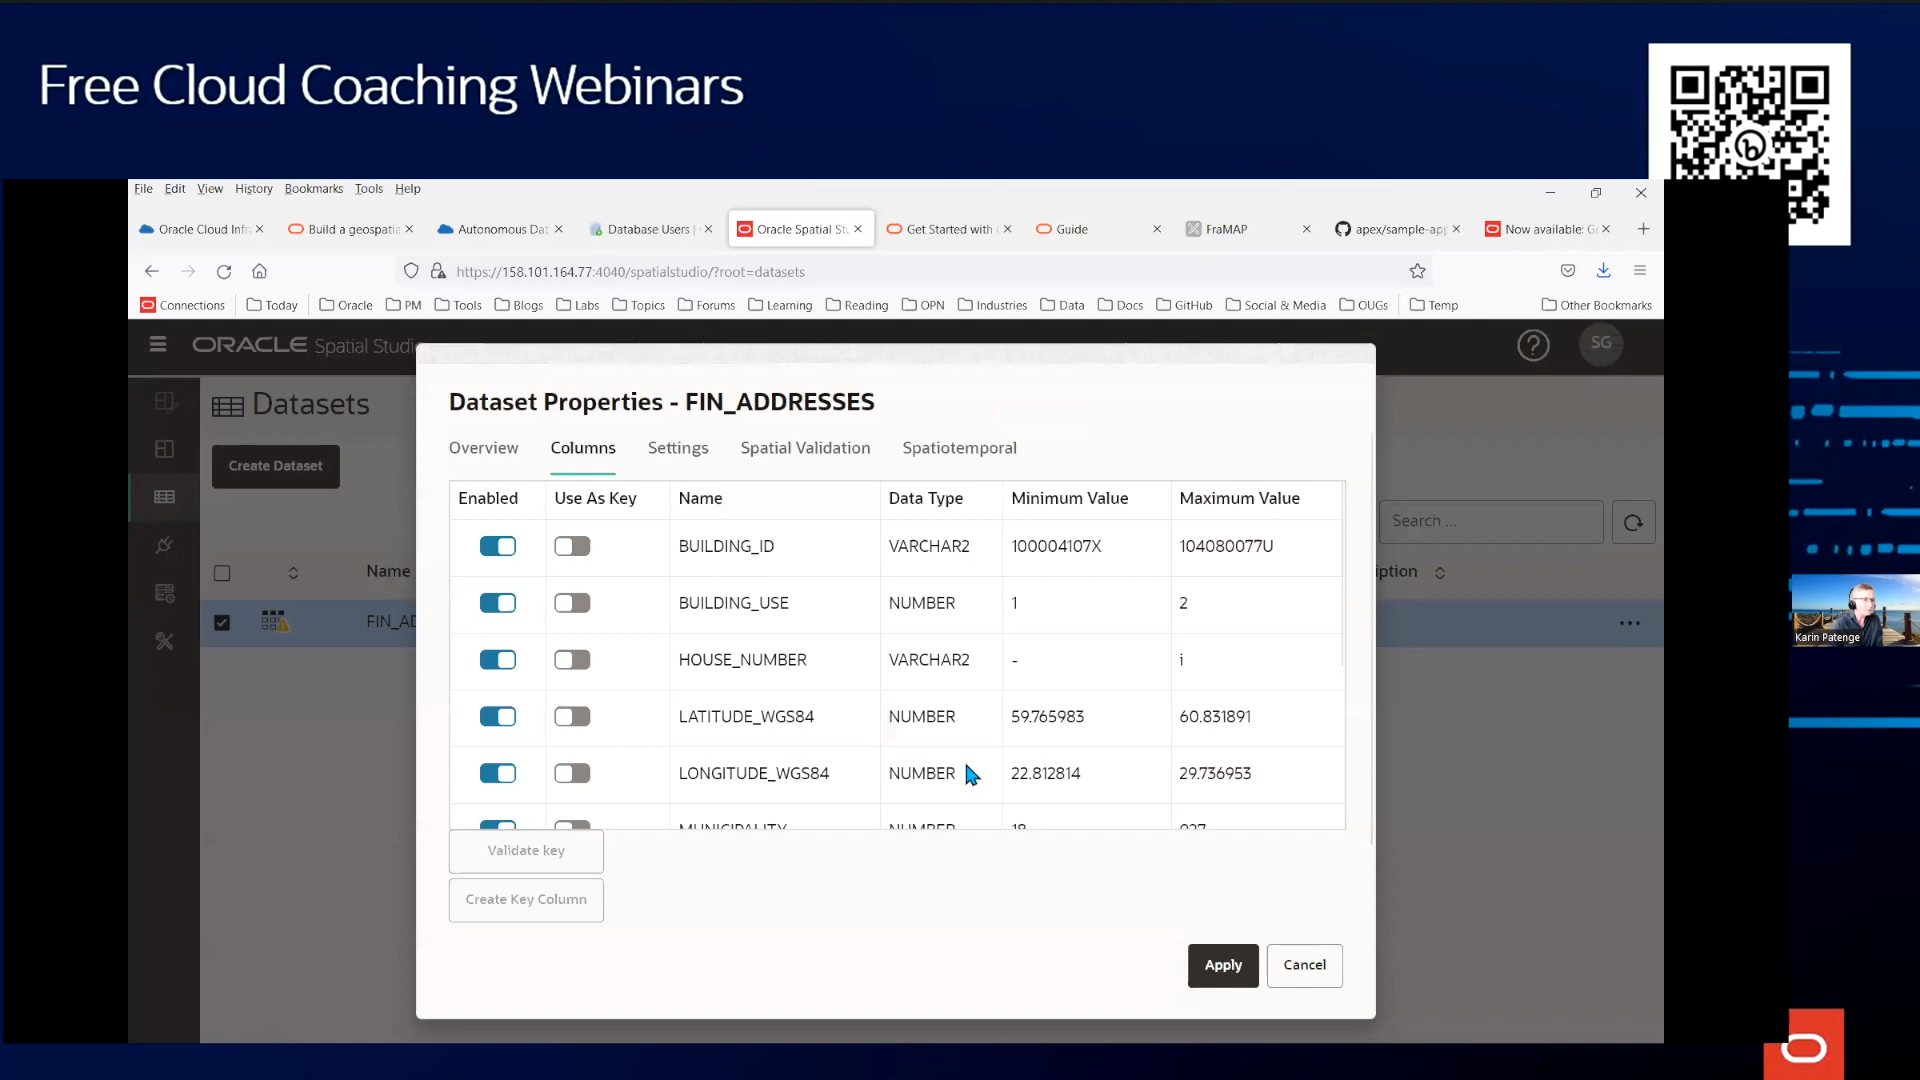 Free Cloud Coaching Webinars
File Edit View History Bookmarks Tools Help
Oracle Cloud Infr Build a geospatia Autonomous Dat Database Users | Oracle Spatial Stu Get Started with Guide FraMAP apex/sample-app Now available: Ge
https://158.101.164.77:4040/spatialstudio/?root=datasets
Connections Today Oracle PM Tools Blogs Labs Topics Forums Learning Reading OPN Industries Data Docs GitHub Social & Media OUGs Temp Other Bookmarks
ORACLE Spatial Studi
? SG
Datasets
Create Dataset
Search ...
Name
iption
FIN_AD
Dataset Properties - FIN_ADDRESSES
Overview Columns Settings Spatial Validation Spatiotemporal
Enabled Use As Key Name Data Type Minimum Value Maximum Value
BUILDING_ID VARCHAR2 100004107X 104080077U
BUILDING_USE NUMBER 1 2
HOUSE_NUMBER VARCHAR2 - i
LATITUDE_WGS84 NUMBER 59.765983 60.831891
LONGITUDE_WGS84 NUMBER 22.812814 29.736953
MUNICIPALITY NUMBER 18
Validate key
Create Key Column
Apply Cancel
Karin Patenge